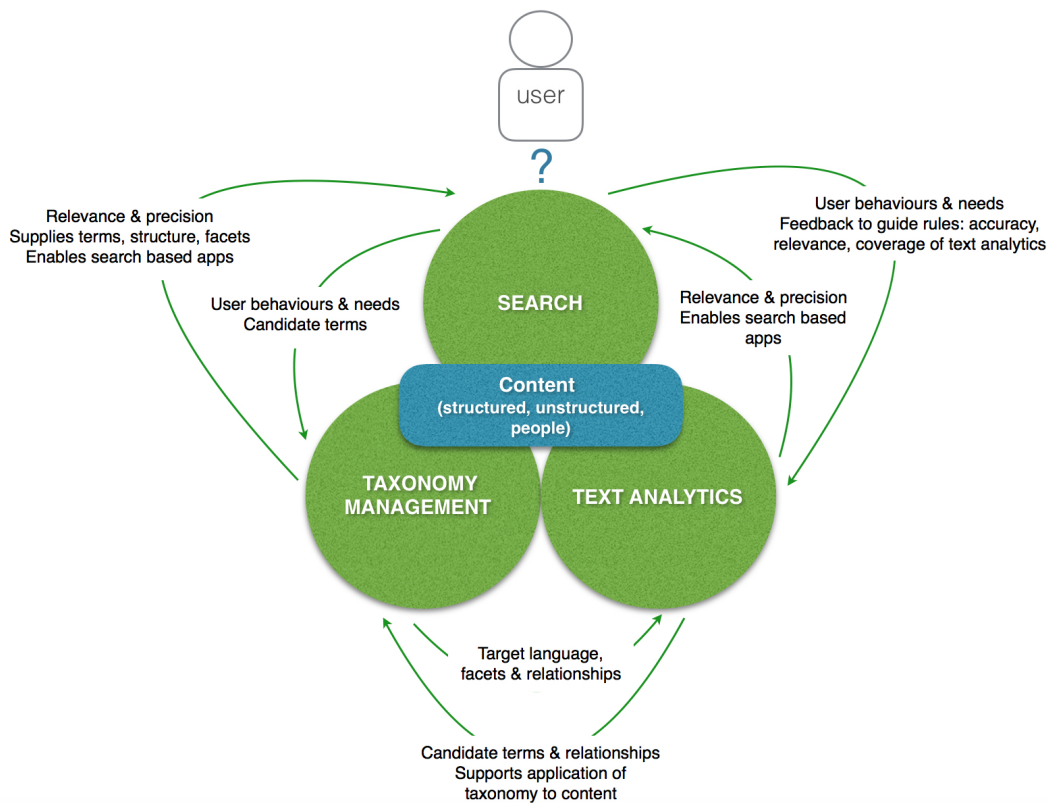 user
?
Relevance & precision
Supplies terms, structure, facets
Enables search based apps
User behaviours & needs
Feedback to guide rules: accuracy,
relevance, coverage of text analytics
User behaviours & needs
Candidate terms
SEARCH
Relevance & precision
Enables search based
apps
Content
(structured, unstructured,
people)
TAXONOMY
MANAGEMENT
TEXT ANALYTICS
Target language,
facets & relationships
Candidate terms & relationships
Supports application of
taxonomy to content